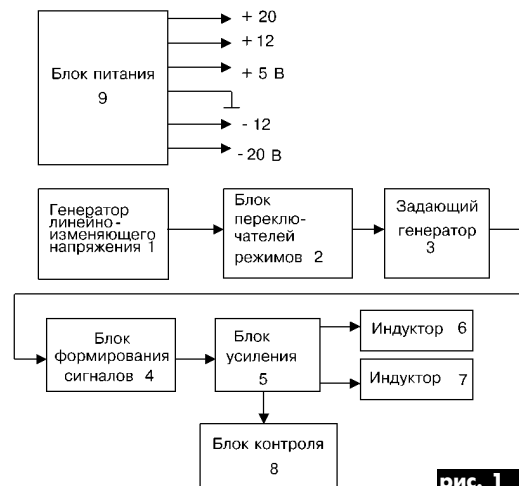 + 20
+ 12
+ 5 В
- 12
- 20 В
Блок питания
9
Генератор
линейно-
изменяющего
напряжения 1
Блок
переклю-
чателей
режимов 2
Задающий
генератор
3
Блок
формирования
сигналов 4
Блок
усиления
5
Индуктор 6
Индуктор 7
Блок контроля
8
рис. 1